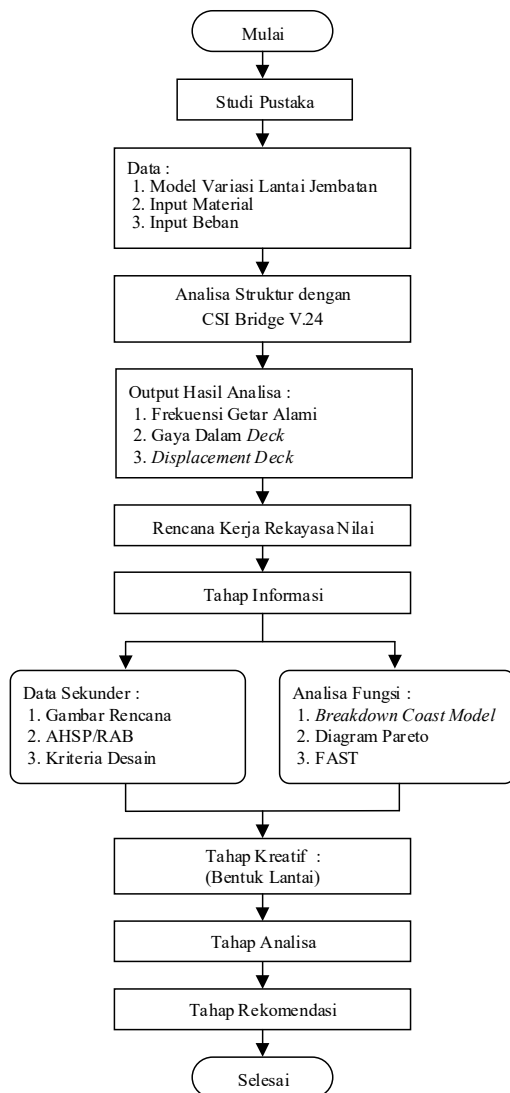 Mulai
Studi Pustaka
Data :
1. Model Variasi Lantai Jembatan
2. Input Material
3. Input Beban
Analisa Struktur dengan
CSI Bridge V.24
Output Hasil Analisa :
1. Frekuensi Getar Alami
2. Gaya Dalam Deck
3. Displacement Deck
Rencana Kerja Rekayasa Nilai
Tahap Informasi
Data Sekunder :
1. Gambar Rencana
2. AHSP/RAB
3. Kriteria Desain
Analisa Fungsi :
1. Breakdown Coast Model
2. Diagram Pareto
3. FAST
Tahap Kreatif :
(Bentuk Lantai)
Tahap Analisa
Tahap Rekomendasi
Selesai